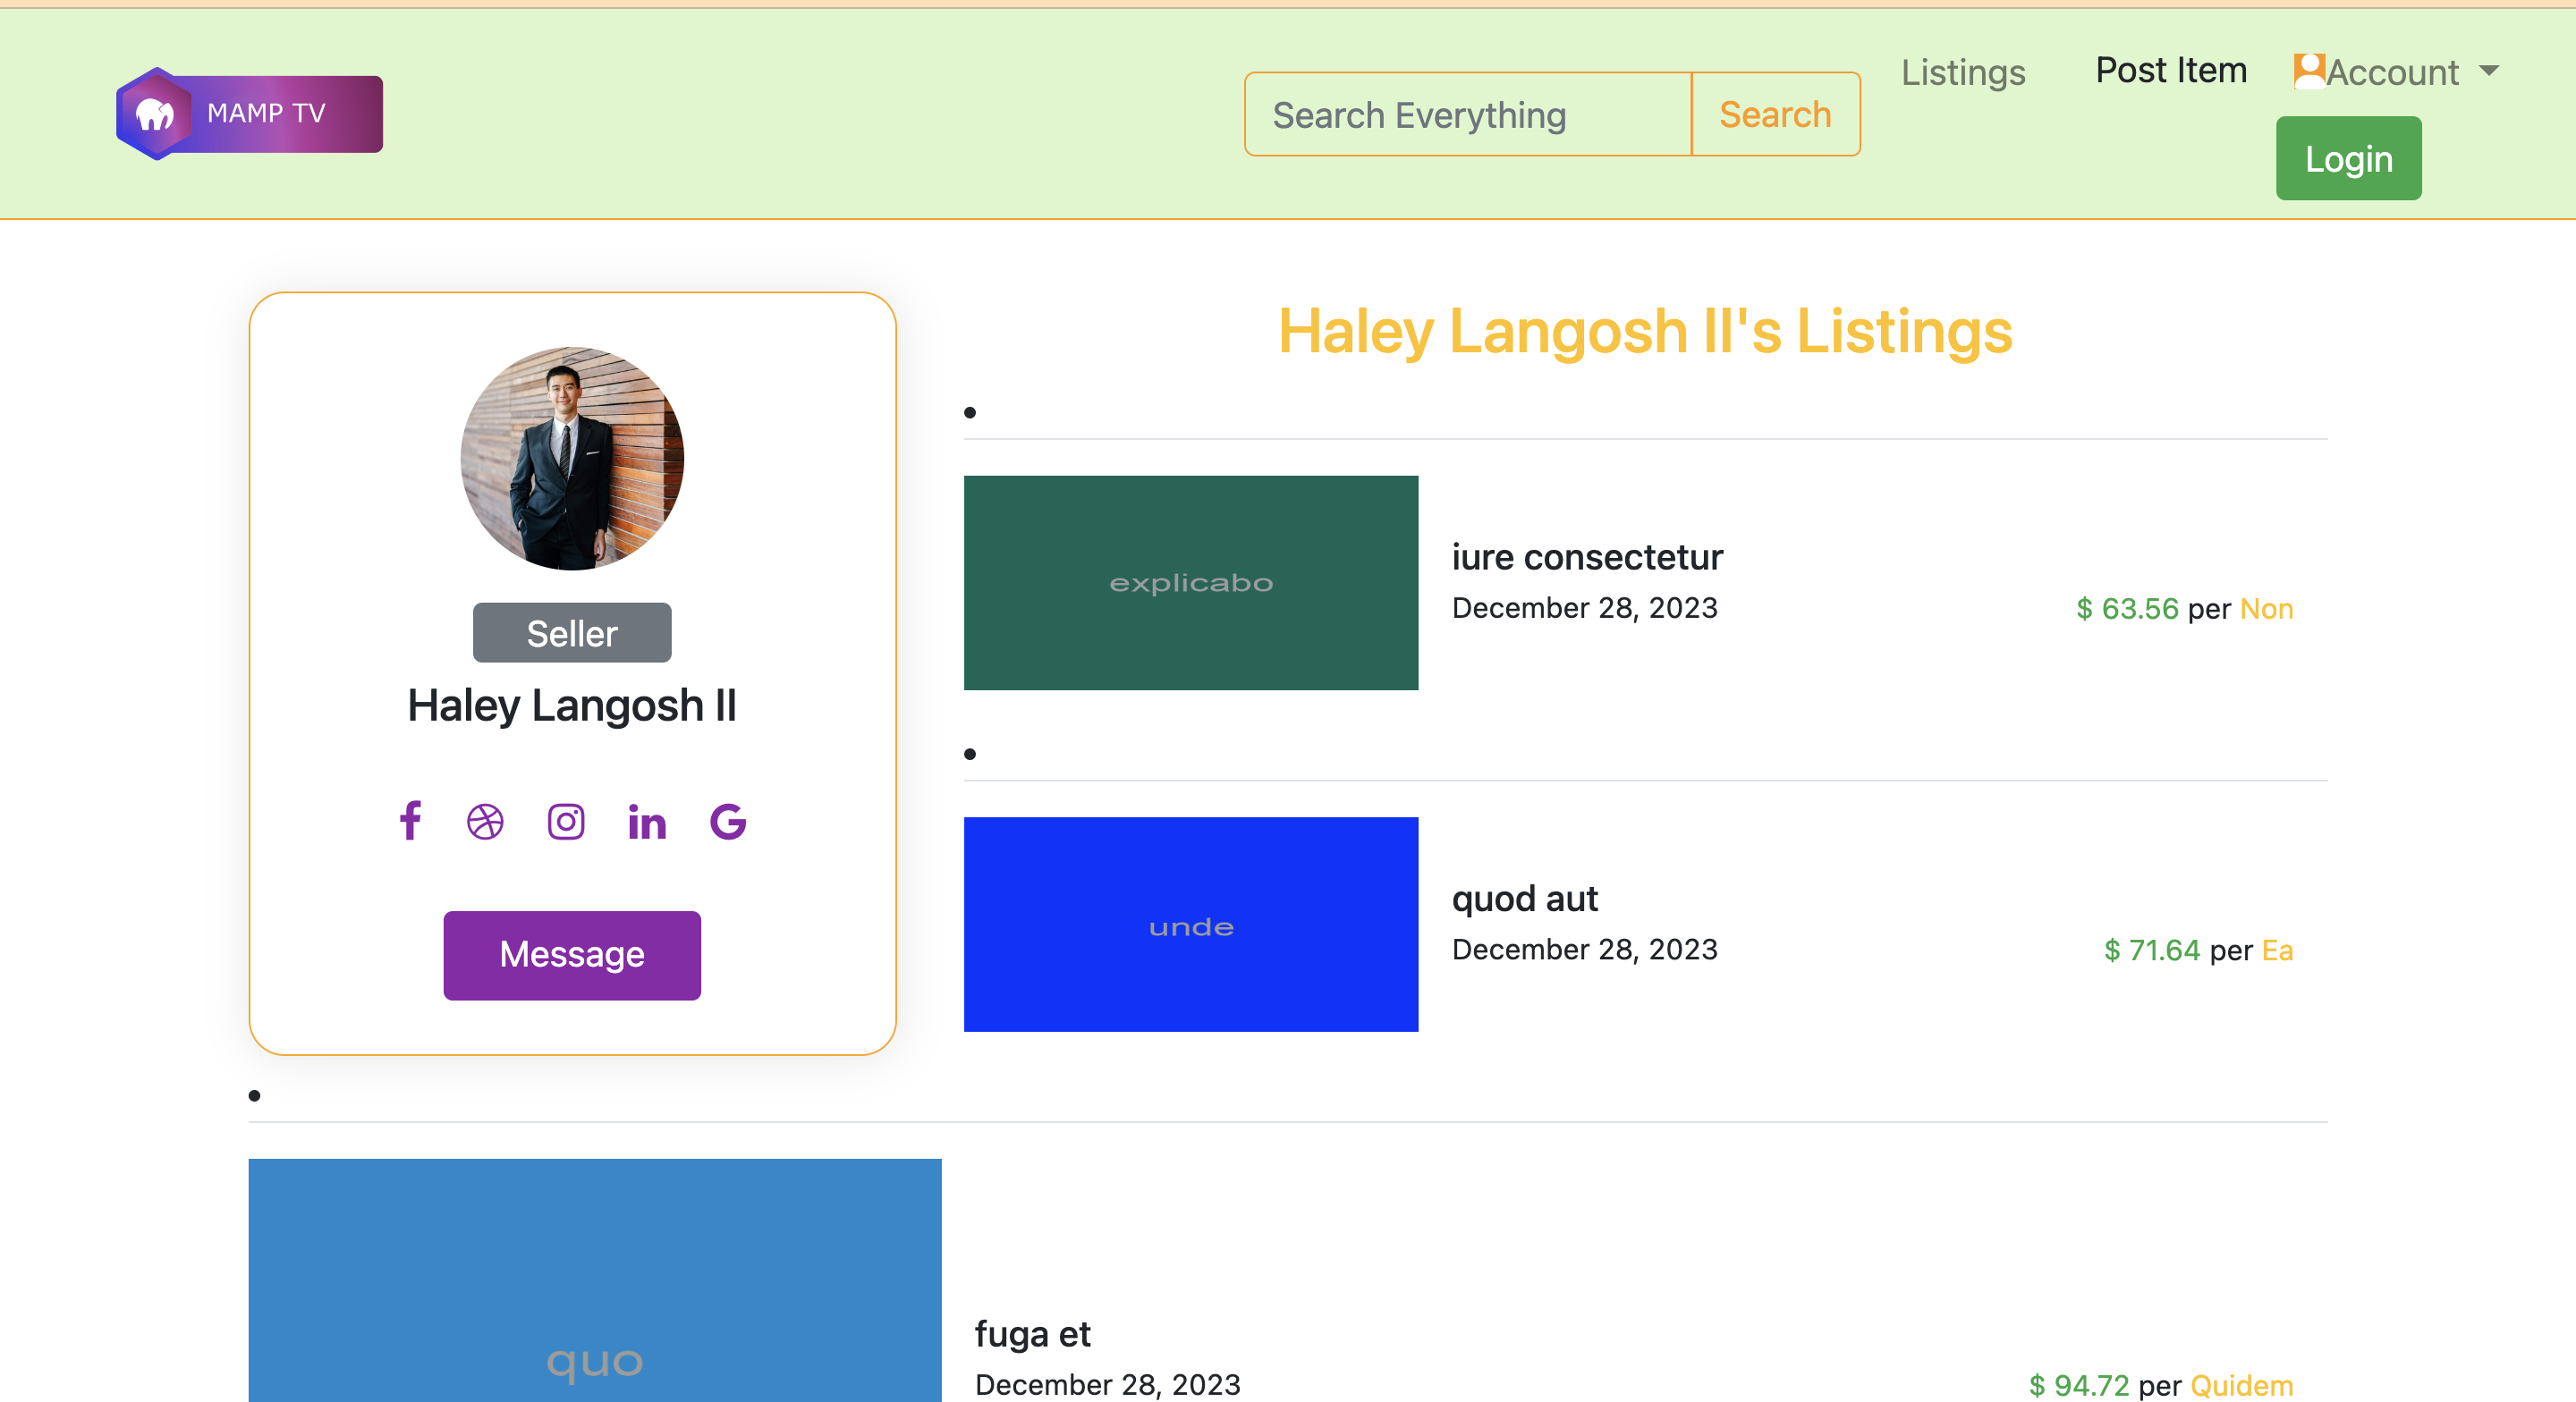 MAMP TV
Search Everything
Search
Listings
Post Item
Account
Login
Seller
Haley Langosh II
Message
Haley Langosh II's Listings
explicabo
iure consectetur
December 28, 2023
$ 63.56 per Non
unde
quod aut
December 28, 2023
$ 71.64 per Ea
quo
fuga et
December 28, 2023
$ 94.72 per Quidem